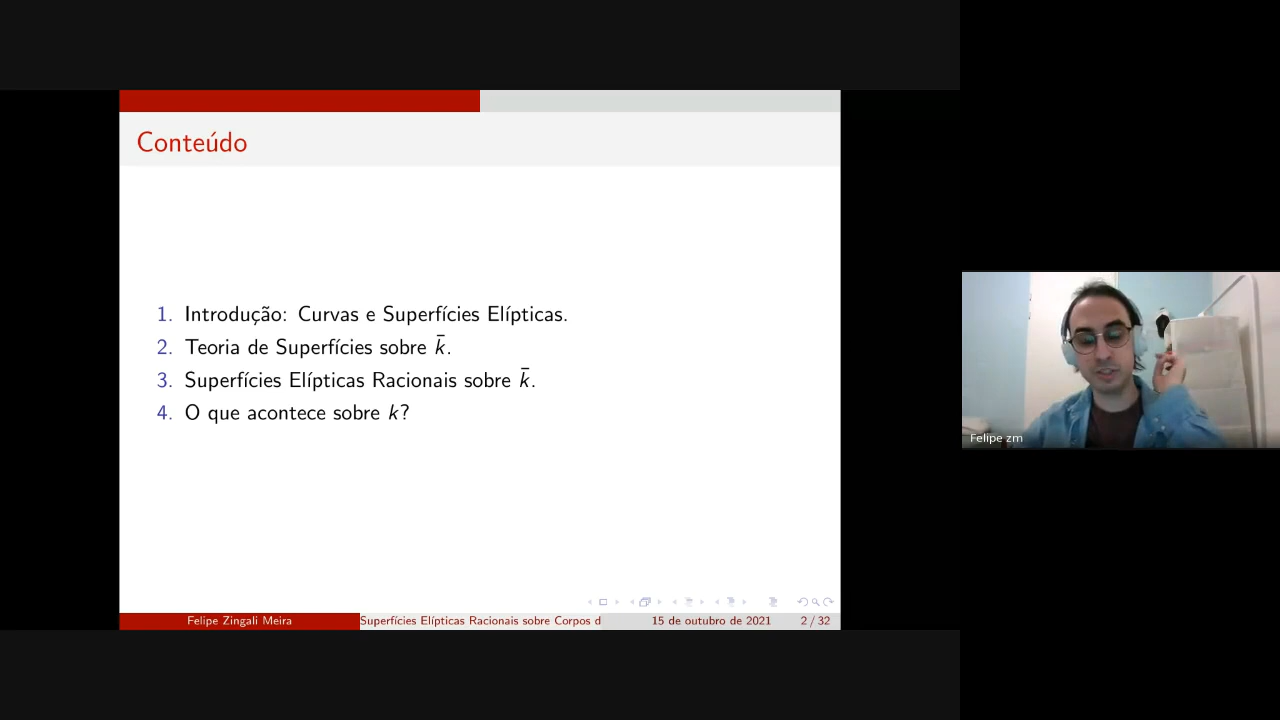 Conteúdo
1. Introdução: Curvas e Superfícies Elípticas.
2. Teoria de Superfícies sobre k̄.
3. Superfícies Elípticas Racionais sobre k̄.
4. O que acontece sobre k?
Felipe Zingali Meira
Superfícies Elípticas Racionais sobre Corpos d
15 de outubro de 2021
2 / 32
Felipe zm